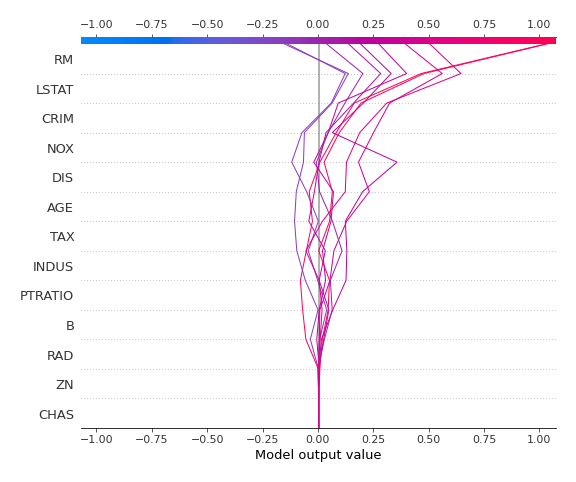 −1.00 −0.75 −0.50 −0.25 0.00 0.25 0.50 0.75 1.00
RM
LSTAT
CRIM
NOX
DIS
AGE
TAX
INDUS
PTRATIO
B
RAD
ZN
CHAS
−1.00 −0.75 −0.50 −0.25 0.00 0.25 0.50 0.75 1.00
Model output value